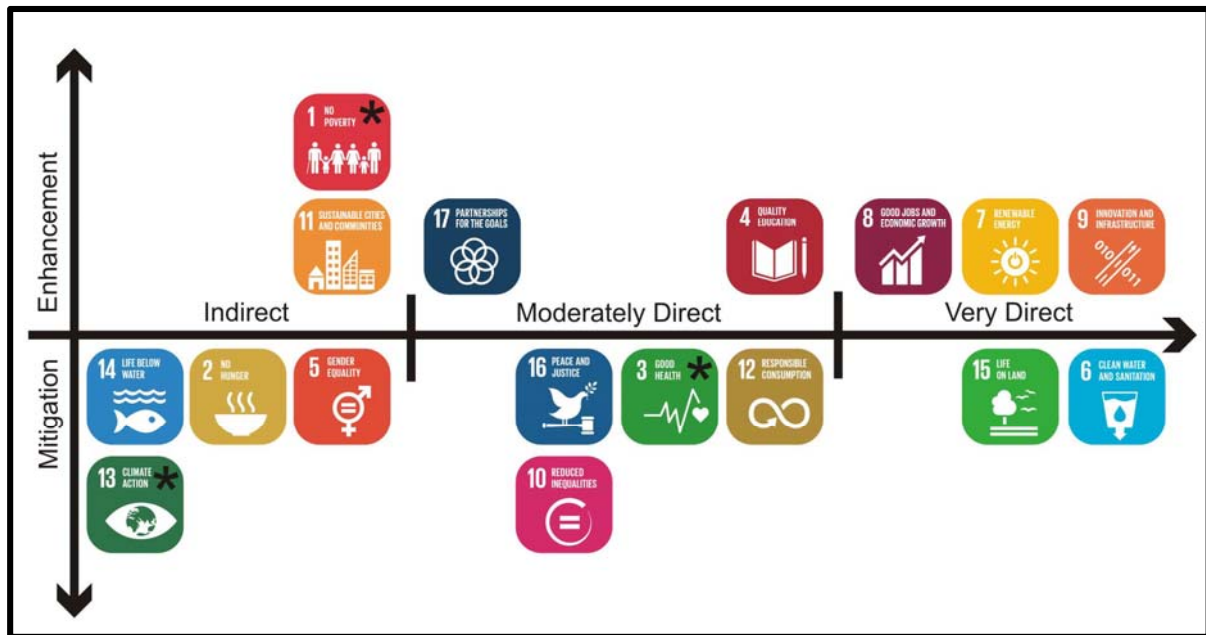 Enhancement
Mitigation
1 NO
POVERTY
*
11 SUSTAINABLE CITIES
AND COMMUNITIES
17 PARTNERSHIPS
FOR THE GOALS
4 QUALITY
EDUCATION
8 GOOD JOBS AND
ECONOMIC GROWTH
7 RENEWABLE
ENERGY
9 INNOVATION AND
INFRASTRUCTURE
010
011
Indirect
Moderately Direct
Very Direct
14 LIFE BELOW
WATER
2 NO
HUNGER
5 GENDER
EQUALITY
16 PEACE AND
JUSTICE
3 GOOD
HEALTH
*
12 RESPONSIBLE
CONSUMPTION
15 LIFE
ON LAND
6 CLEAN WATER
AND SANITATION
13 CLIMATE
ACTION
*
10 REDUCED
INEQUALITIES